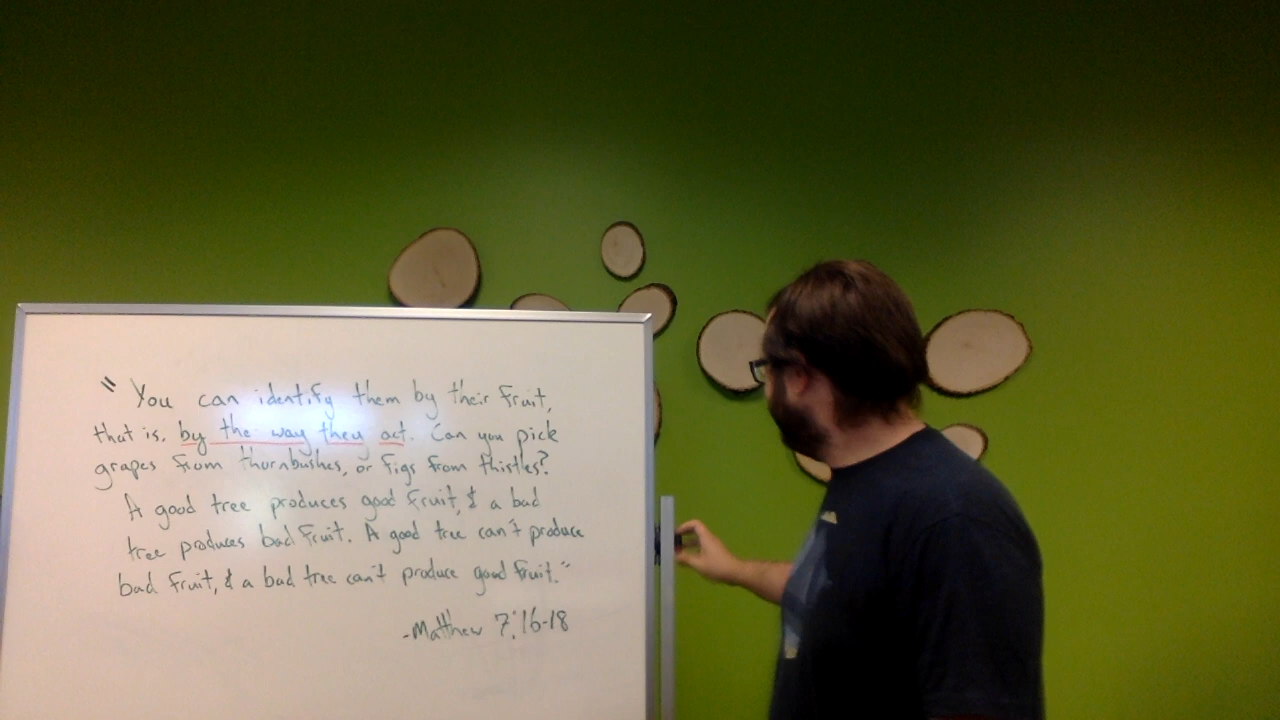 "You can identify them by their fruit,
that is, by the way they act. Can you pick
grapes from thornbushes, or figs from thistles?
A good tree produces good fruit, & a bad
tree produces bad fruit. A good tree can't produce
bad fruit, & a bad tree can't produce good fruit."
-Matthew 7:16-18